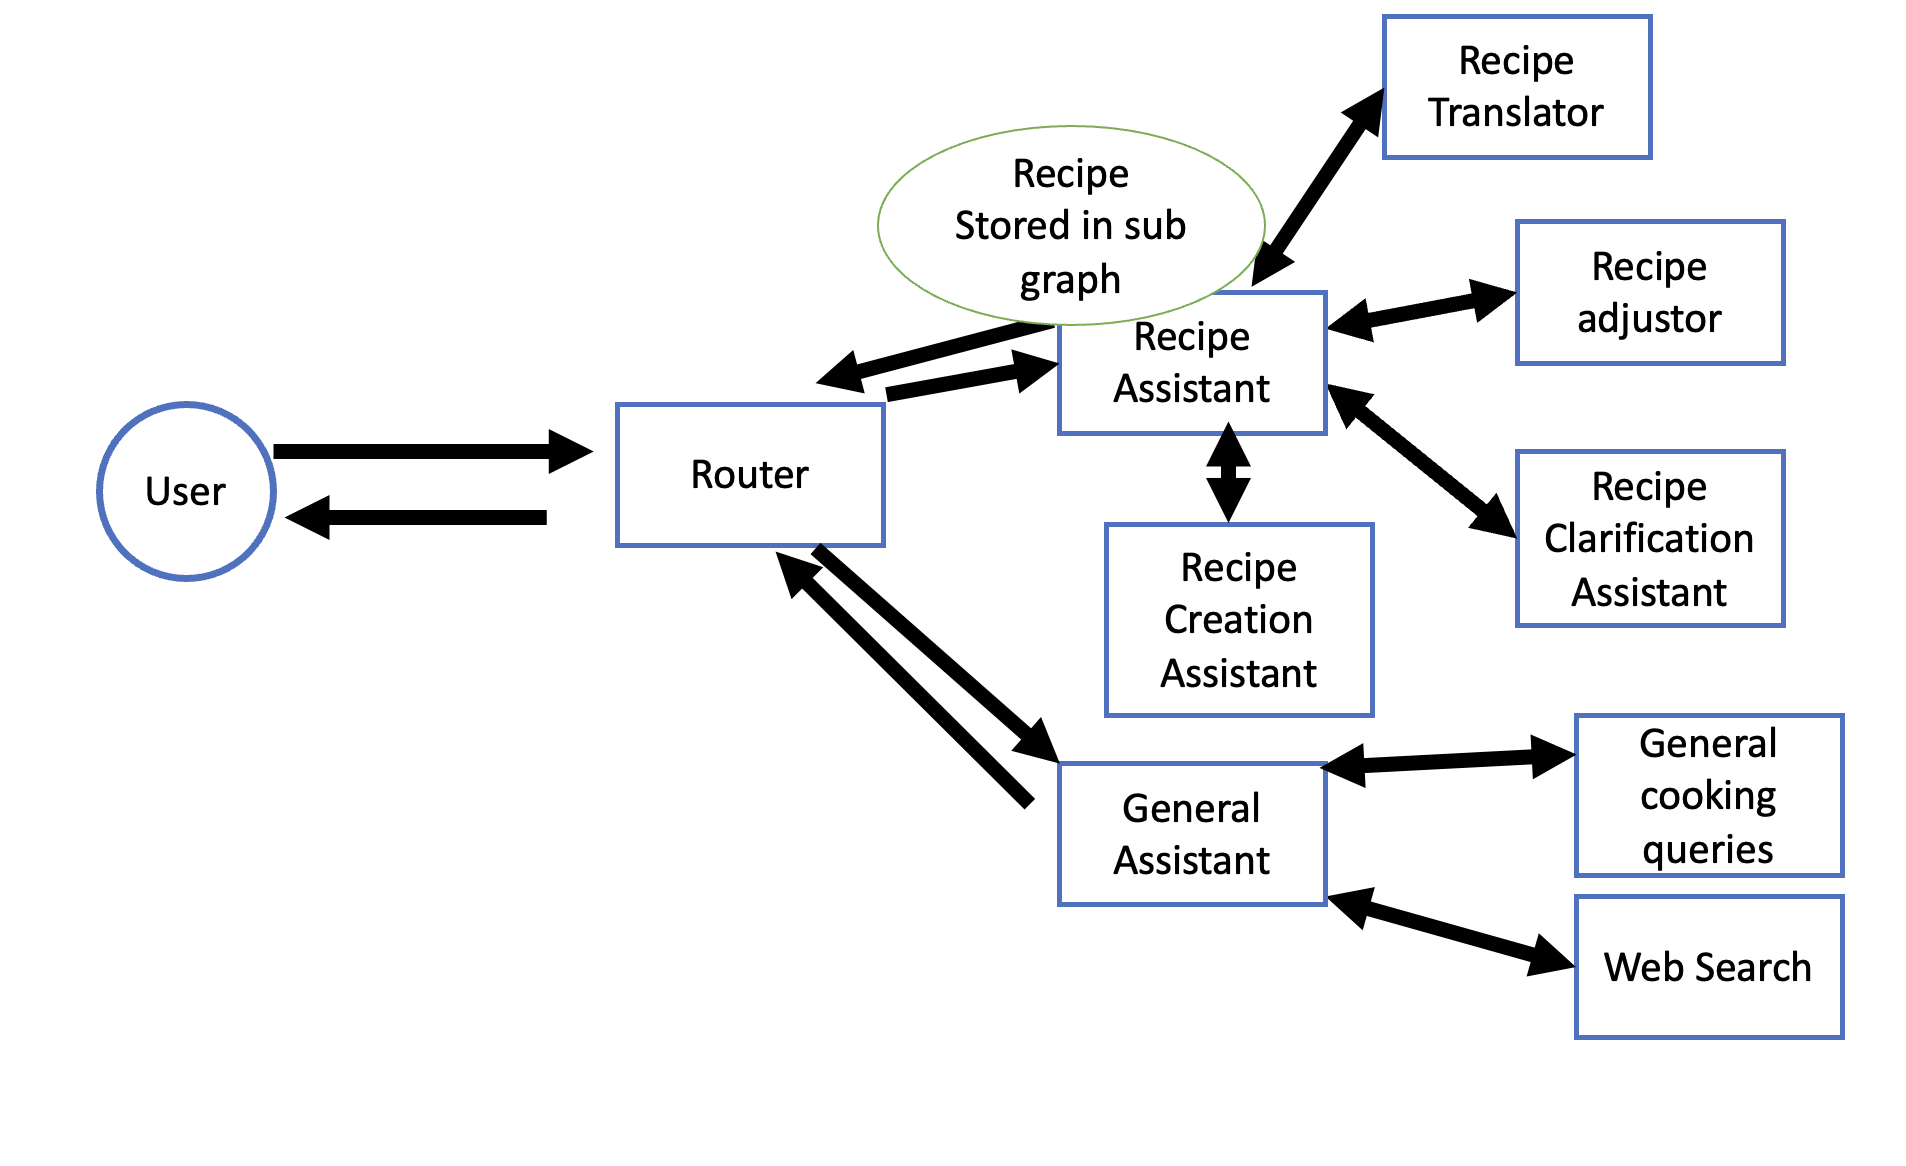 Recipe
Translator
Recipe
Stored in sub
graph
Recipe
adjustor
Recipe
Assistant
User
Router
Recipe
Clarification
Assistant
Recipe
Creation
Assistant
General
cooking
queries
General
Assistant
Web Search